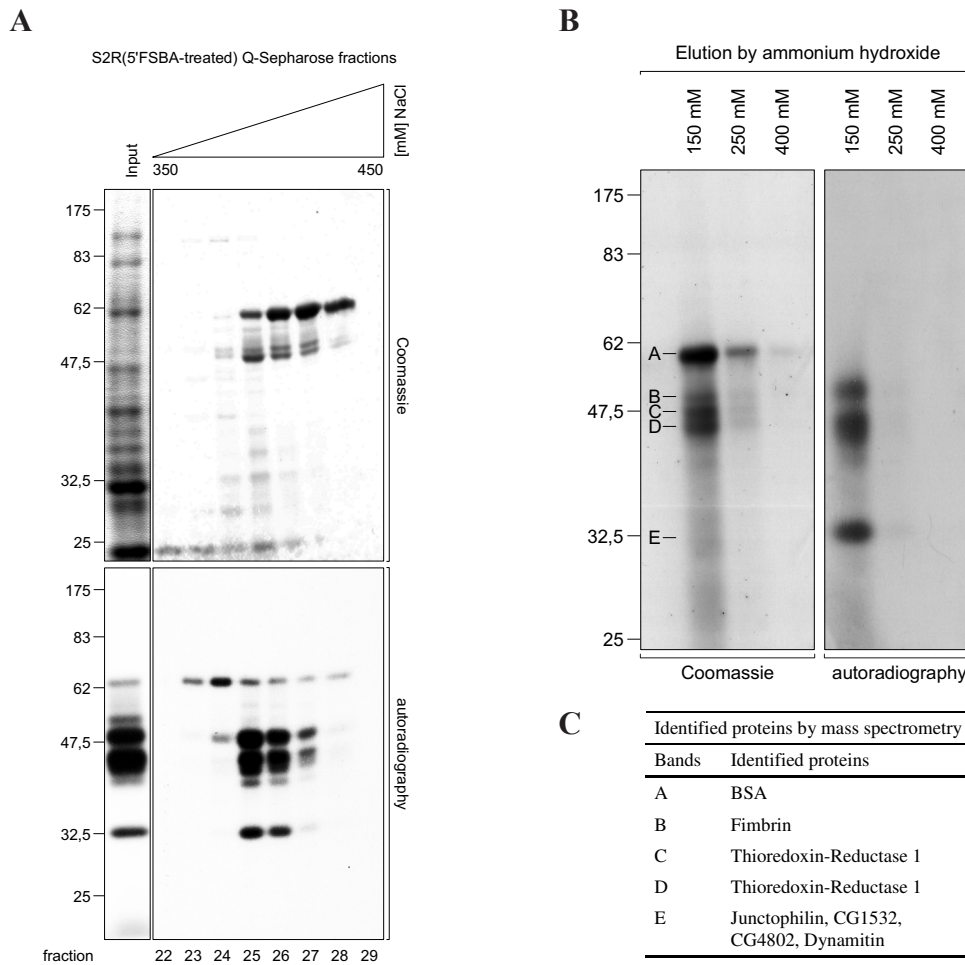 A
S2R(5'FSBA-treated) Q-Sepharose fractions
[mM] NaCl
Input
350
450
175
83
62
47,5
32,5
25
Coomassie
175
83
62
47,5
32,5
25
autoradiography
fraction 22 23 24 25 26 27 28 29
B
Elution by ammonium hydroxide
150 mM 250 mM 400 mM 150 mM 250 mM 400 mM
175
83
62
A
B
47,5
C
D
32,5
E
25
Coomassie autoradiography
C
Identified proteins by mass spectrometry
Bands Identified proteins
A BSA
B Fimbrin
C Thioredoxin-Reductase 1
D Thioredoxin-Reductase 1
E Junctophilin, CG1532,
CG4802, Dynamitin